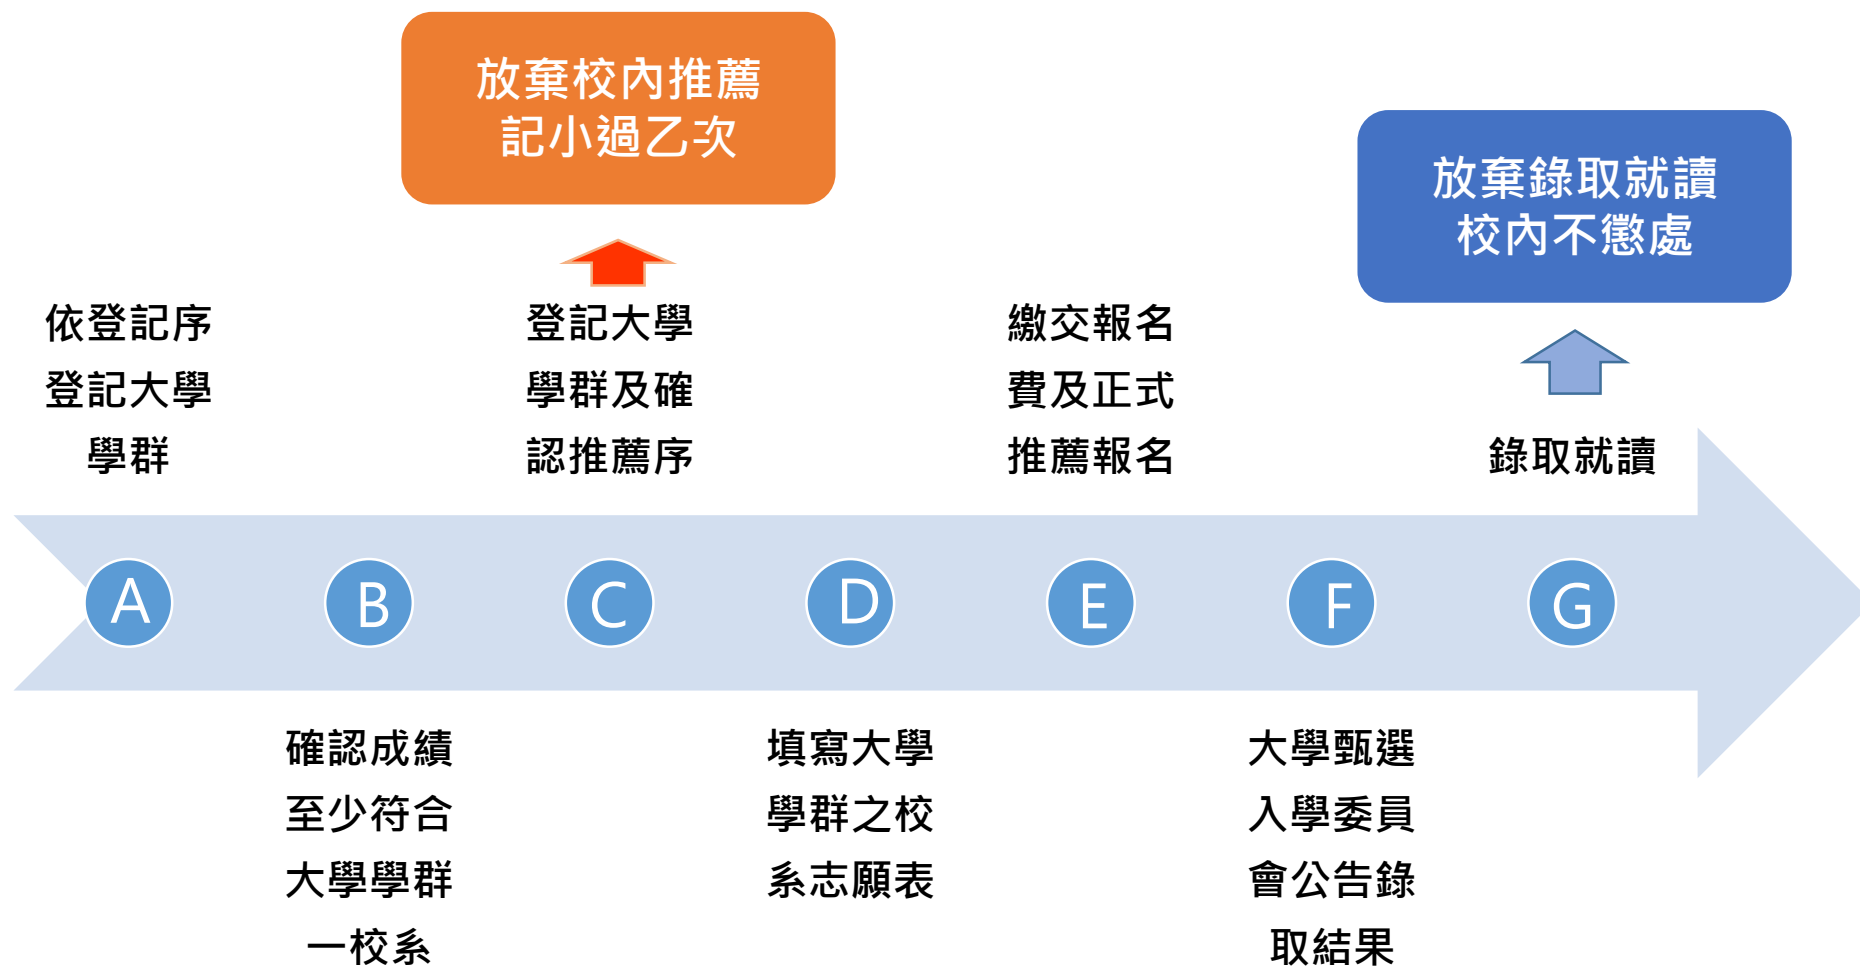 放棄校內推薦
記小過乙次
放棄錄取就讀
校內不懲處
依登記序
登記大學
學群
登記大學
學群及確
認推薦序
繳交報名
費及正式
推薦報名
錄取就讀
A
B
C
D
E
F
G
確認成績
至少符合
大學學群
一校系
填寫大學
學群之校
系志願表
大學甄選
入學委員
會公告錄
取結果